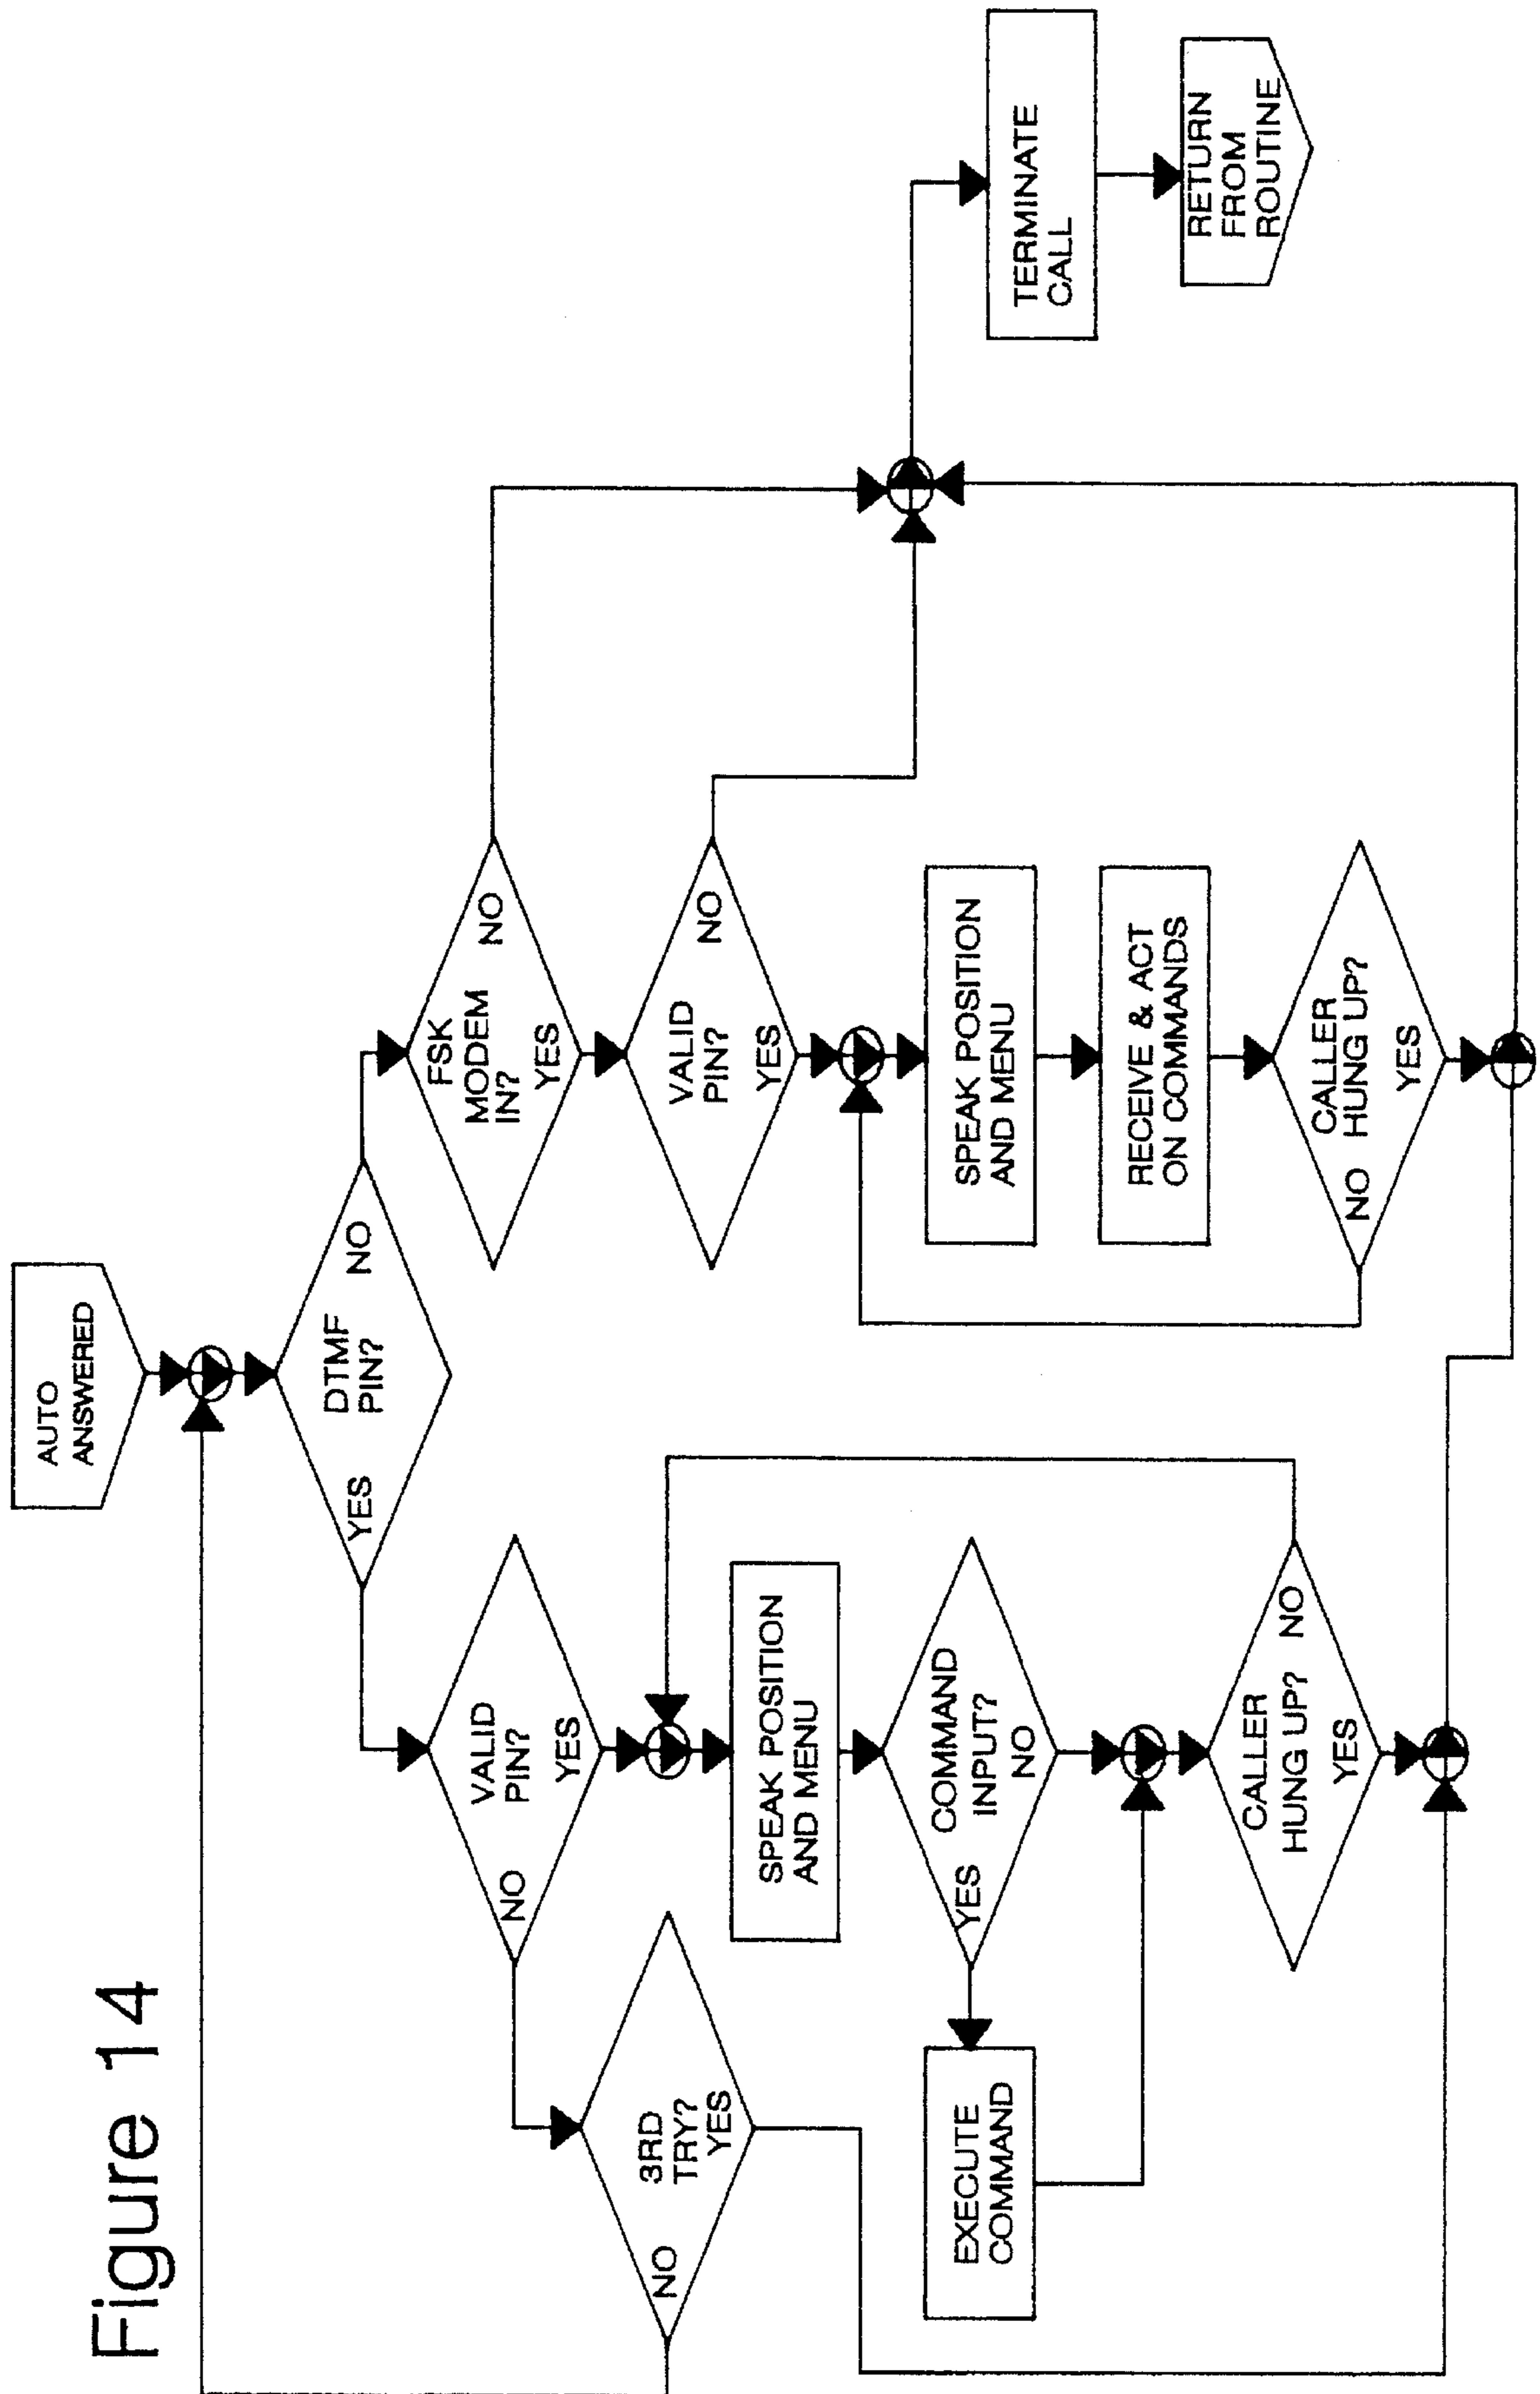 Figure 14
AUTO
ANSWERED
DTMF
PIN?
YES
NO
VALID
PIN?
NO
YES
3RD
TRY?
NO
YES
SPEAK POSITION
AND MENU
COMMAND
INPUT?
YES
NO
EXECUTE
COMMAND
CALLER
HUNG UP?
NO
YES
FSK
MODEM
IN?
NO
YES
VALID
PIN?
NO
YES
SPEAK POSITION
AND MENU
RECEIVE & ACT
ON COMMANDS
CALLER
HUNG UP?
NO
YES
TERMINATE
CALL
RETURN
FROM
ROUTINE